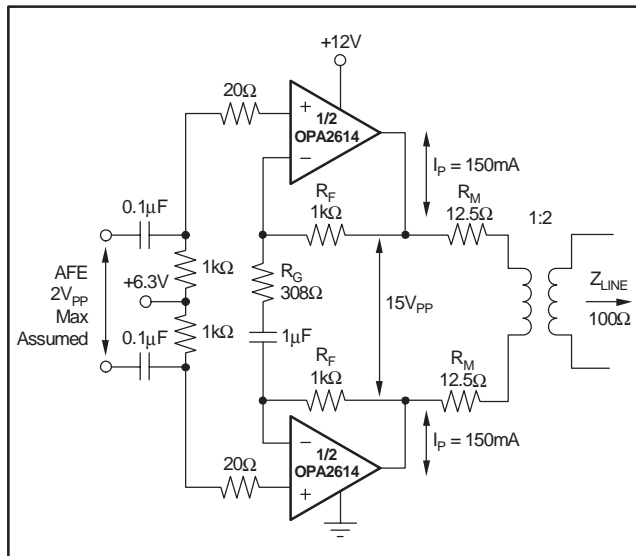 +12V
20Ω
+
1/2
OPA2614
−
I_P = 150mA
R_F
1kΩ
R_M
12.5Ω
1:2
0.1µF
AFE
2V_PP
Max
Assumed
1kΩ
+6.3V
1kΩ
0.1µF
R_G
308Ω
1µF
15V_PP
Z_LINE
100Ω
R_F
1kΩ
R_M
12.5Ω
−
1/2
OPA2614
+
20Ω
I_P = 150mA